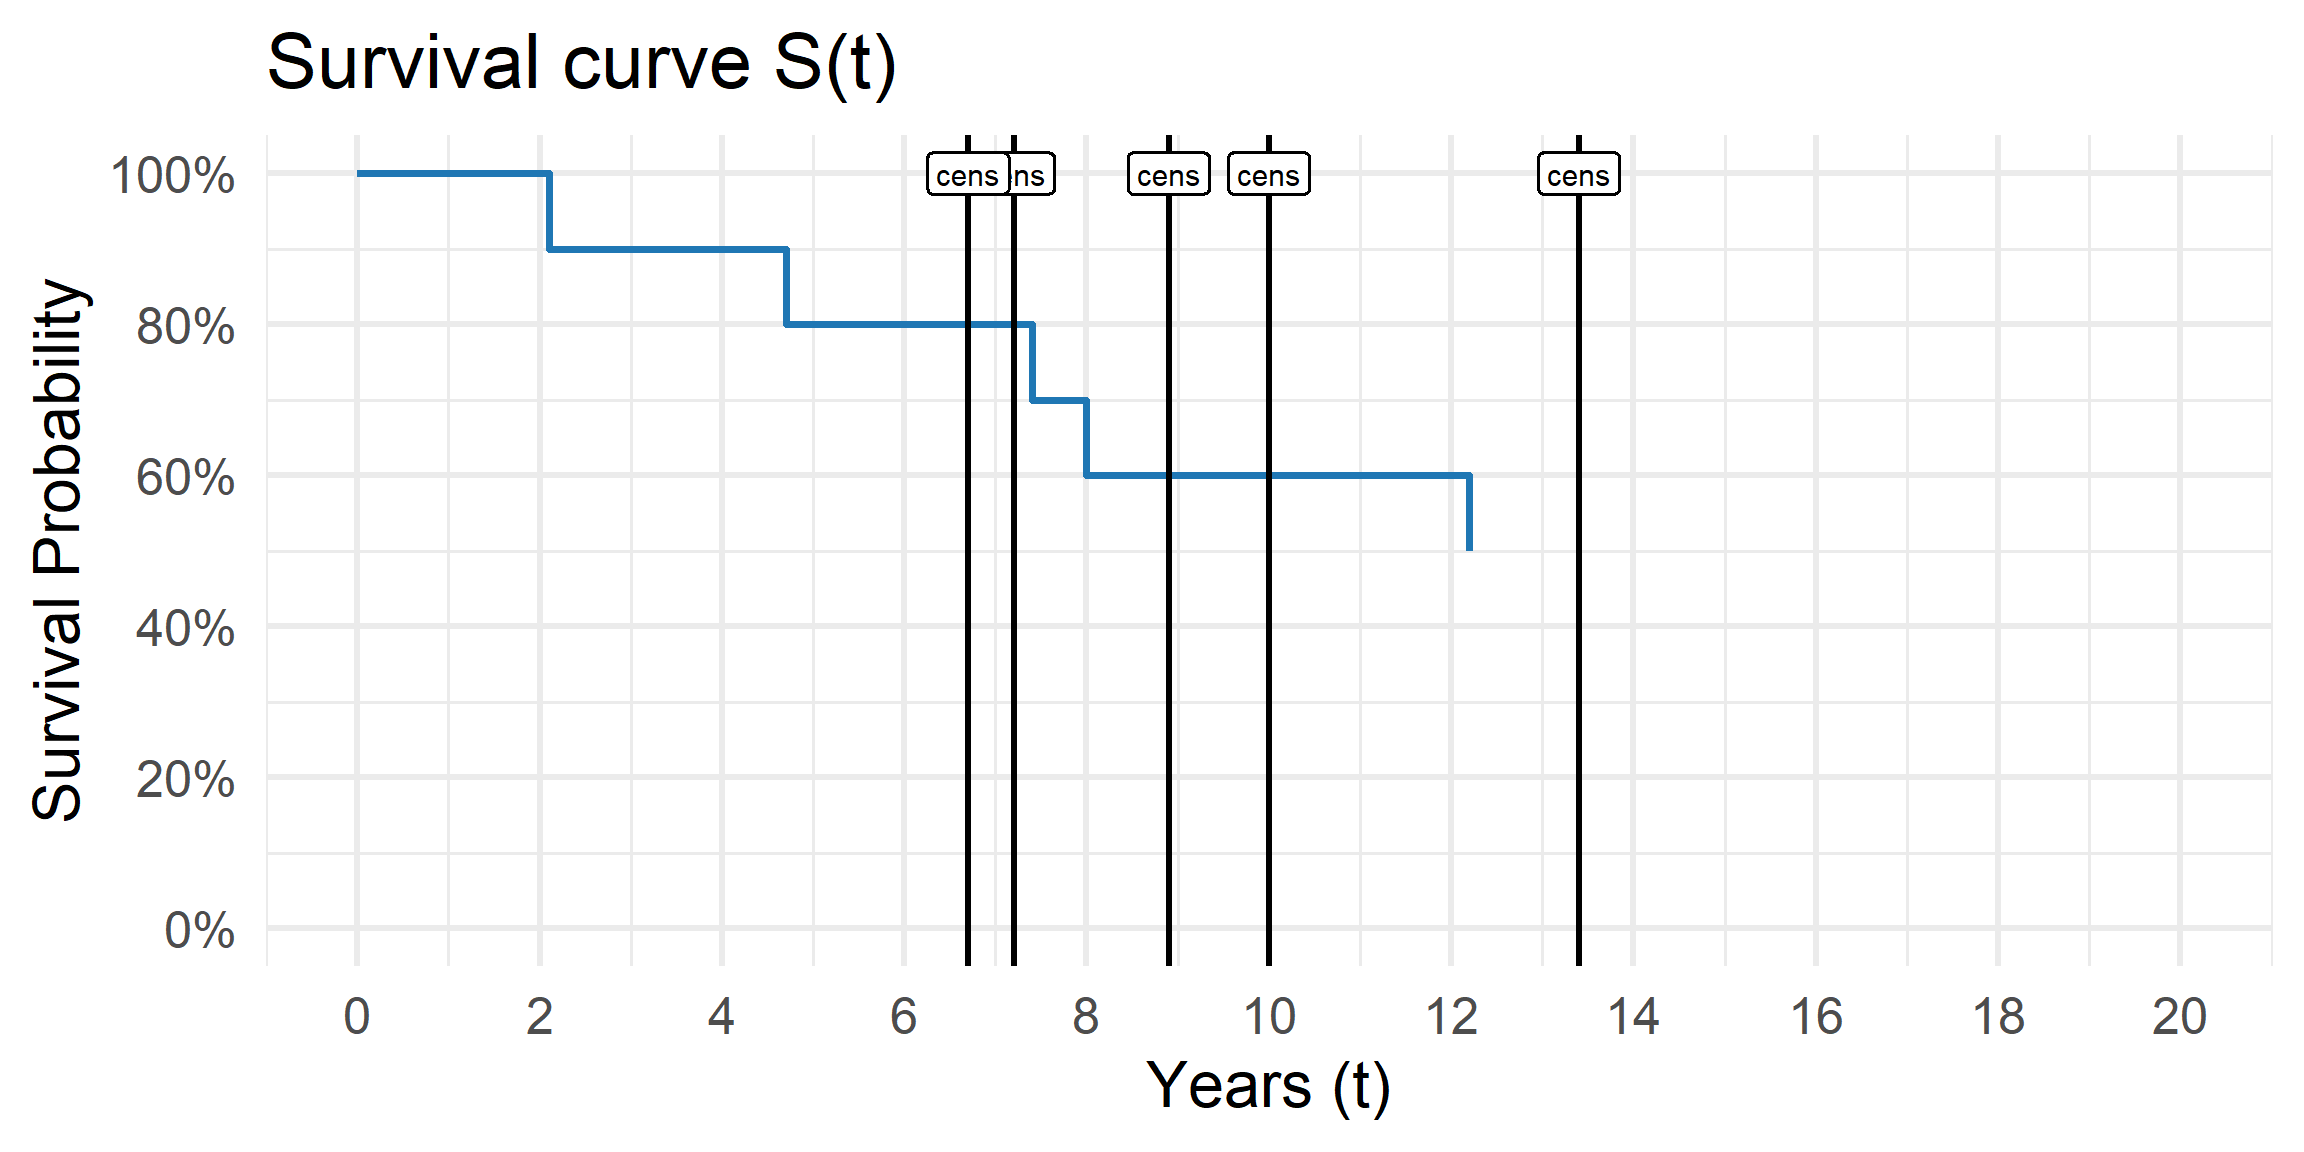 Survival curve S(t)
cens ns cens cens cens
100%
80%
60%
40%
20%
0%
Survival Probability
0 2 4 6 8 10 12 14 16 18 20
Years (t)